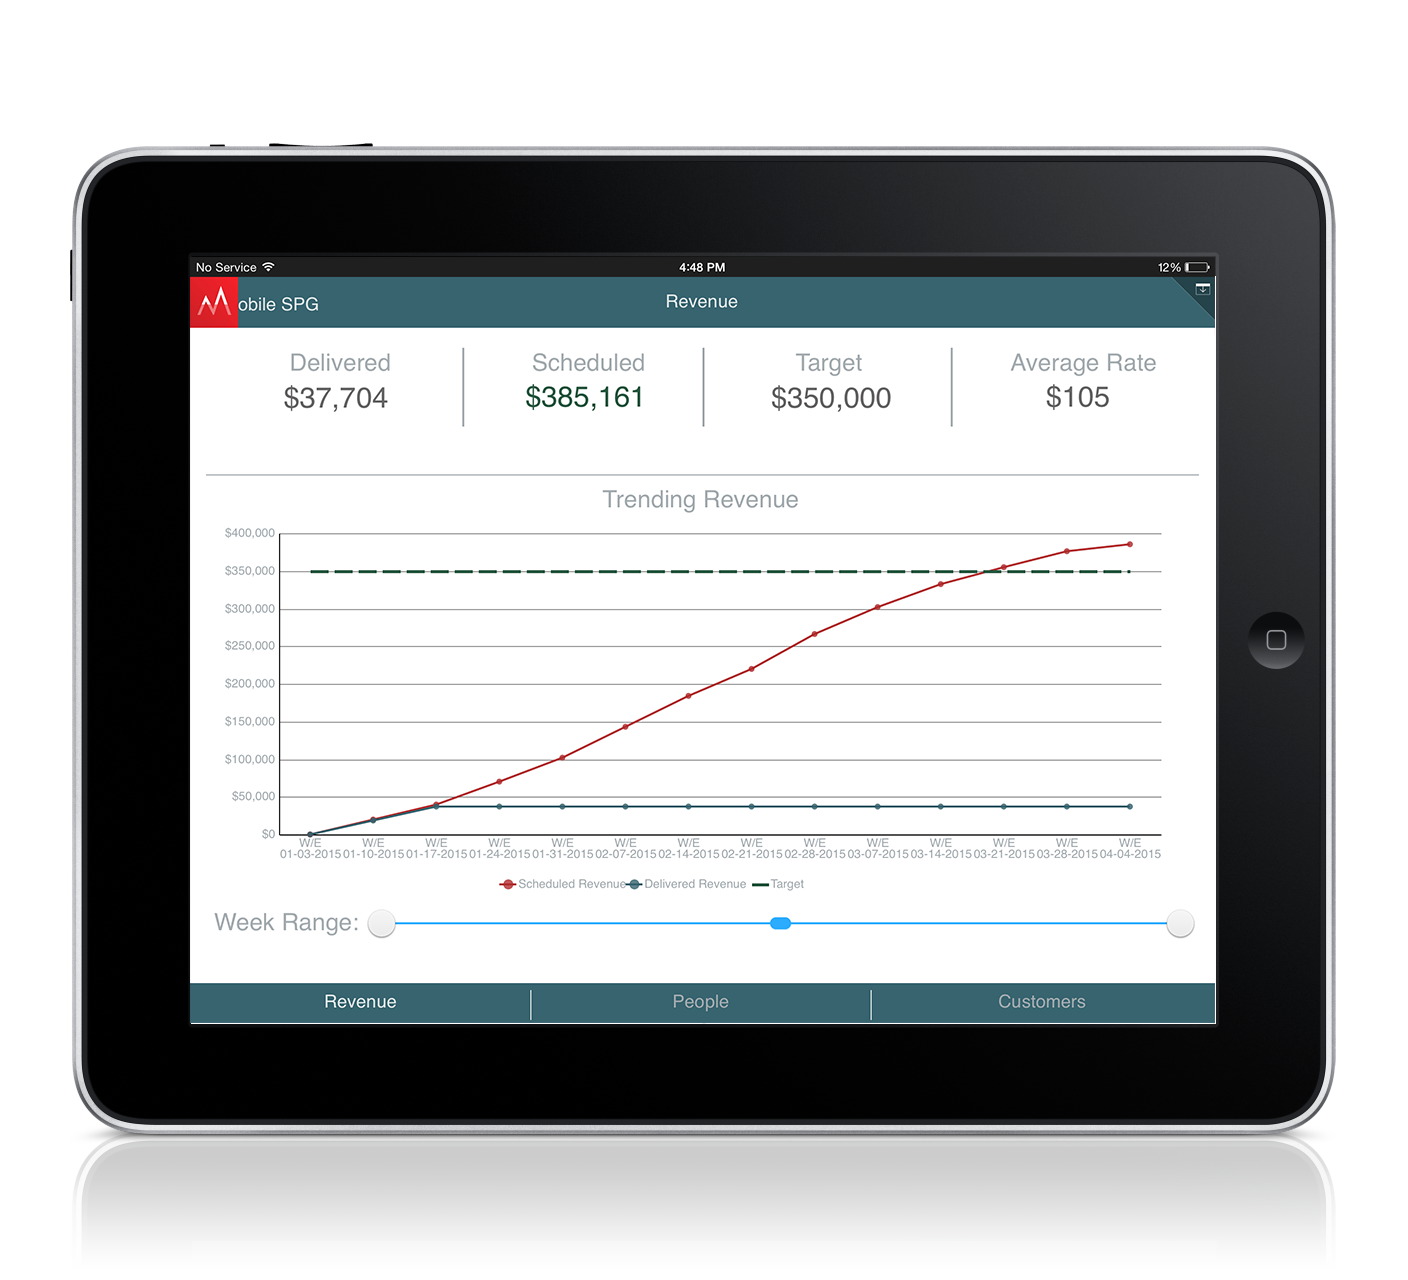 No Service 4:48 PM 12%
obile SPG Revenue
Delivered Scheduled Target Average Rate
$37,704 $385,161 $350,000 $105
Trending Revenue
$400,000
$350,000
$300,000
$250,000
$200,000
$150,000
$100,000
$50,000
$0
W/E W/E W/E W/E W/E W/E W/E W/E W/E W/E W/E W/E W/E W/E
01-03-2015 01-10-2015 01-17-2015 01-24-2015 01-31-2015 02-07-2015 02-14-2015 02-21-2015 02-28-2015 03-07-2015 03-14-2015 03-21-2015 03-28-2015 04-04-2015
Scheduled Revenue Delivered Revenue Target
Week Range:
Revenue People Customers